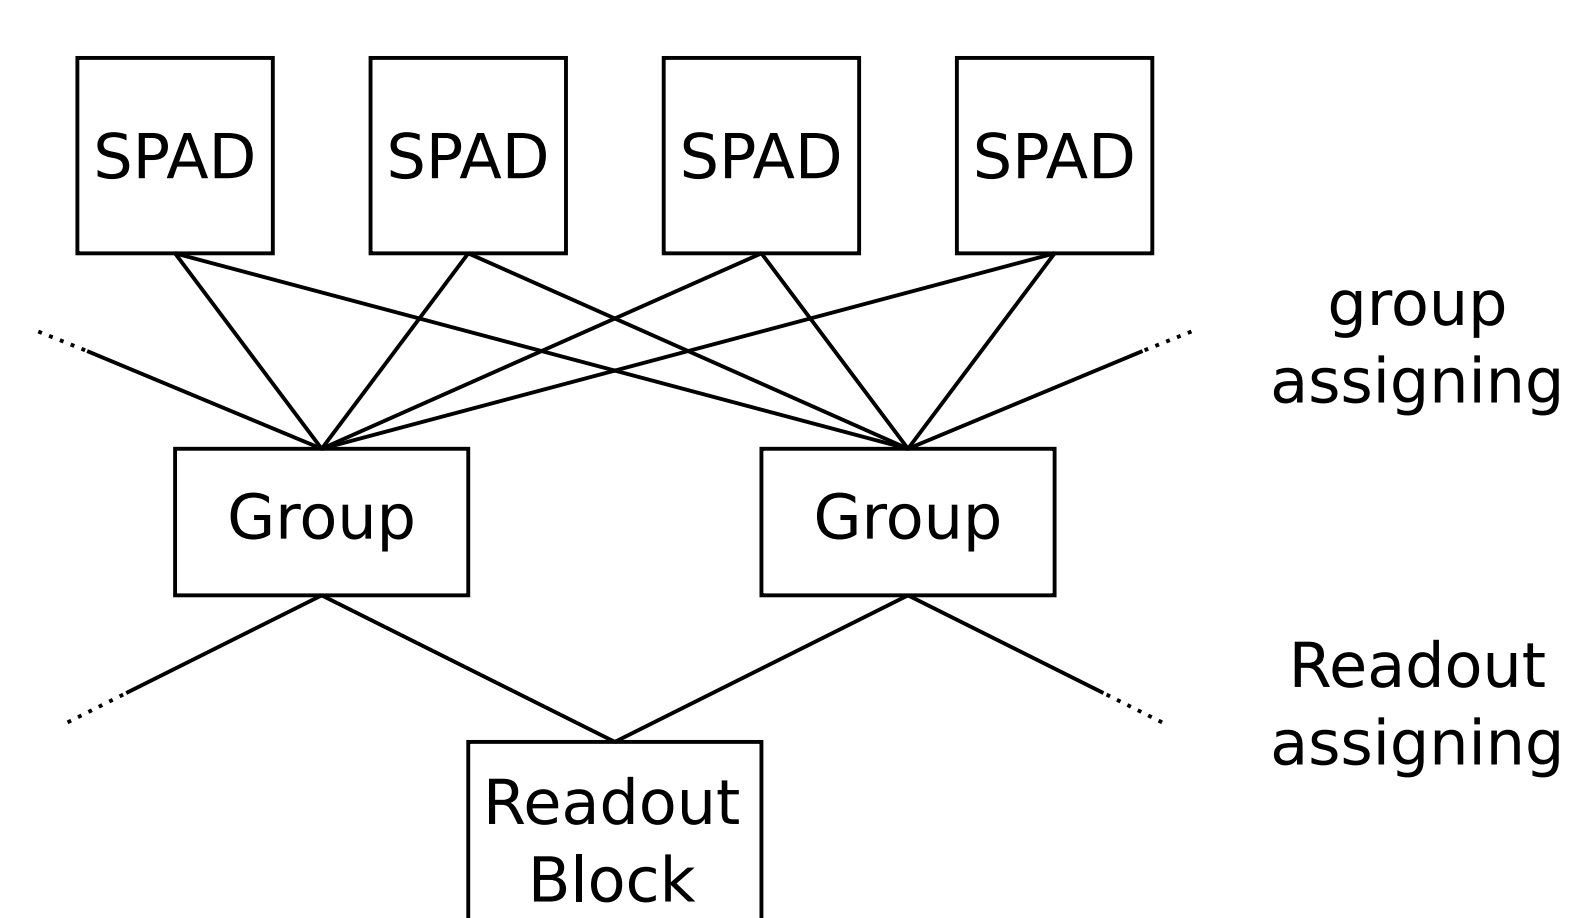 SPAD SPAD SPAD SPAD
group
assigning
Group Group
Readout
assigning
Readout
Block